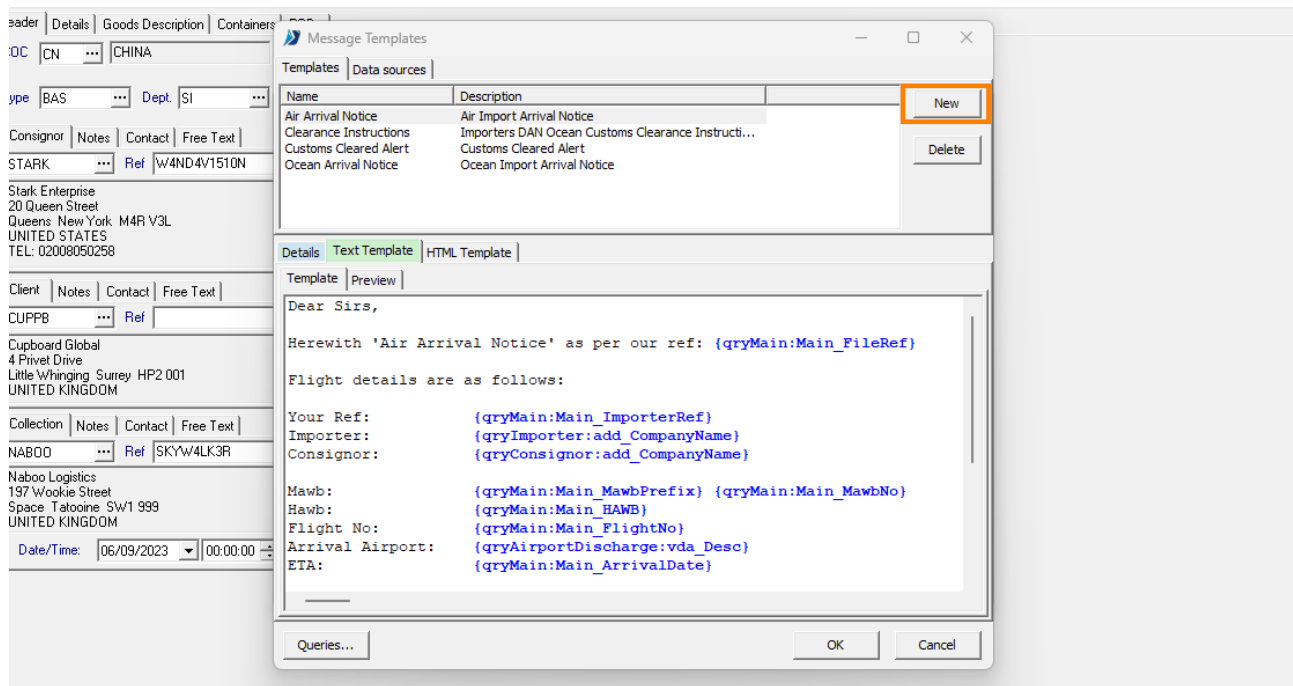 eader Details Goods Description Containers
COC CN ... CHINA
ype BAS ... Dept. SI ...
Consignor Notes Contact Free Text
STARK ... Ref W4ND4V1510N
Stark Enterprise
20 Queen Street
Queens New York M4R V3L
UNITED STATES
TEL: 02008050258
Client Notes Contact Free Text
CUPPB ... Ref
Cupboard Global
4 Privet Drive
Little Whinging Surrey HP2 001
UNITED KINGDOM
Collection Notes Contact Free Text
NABOO ... Ref SKYW4LK3R
Naboo Logistics
197 Wookie Street
Space Tatooine SW1 999
UNITED KINGDOM
Date/Time: 06/09/2023 00:00:00
Message Templates
Templates Data sources
Name Description
Air Arrival Notice Air Import Arrival Notice
Clearance Instructions Importers DAN Ocean Customs Clearance Instructi...
Customs Cleared Alert Customs Cleared Alert
Ocean Arrival Notice Ocean Import Arrival Notice
New
Delete
Details Text Template HTML Template
Template Preview
Dear Sirs,
Herewith 'Air Arrival Notice' as per our ref: {qryMain:Main_FileRef}
Flight details are as follows:
Your Ref: {qryMain:Main_ImporterRef}
Importer: {qryImporter:add_CompanyName}
Consignor: {qryConsignor:add_CompanyName}
Mawb: {qryMain:Main_MawbPrefix} {qryMain:Main_MawbNo}
Hawb: {qryMain:Main_HAWB}
Flight No: {qryMain:Main_FlightNo}
Arrival Airport: {qryAirportDischarge:vda_Desc}
ETA: {qryMain:Main_ArrivalDate}
Queries... OK Cancel